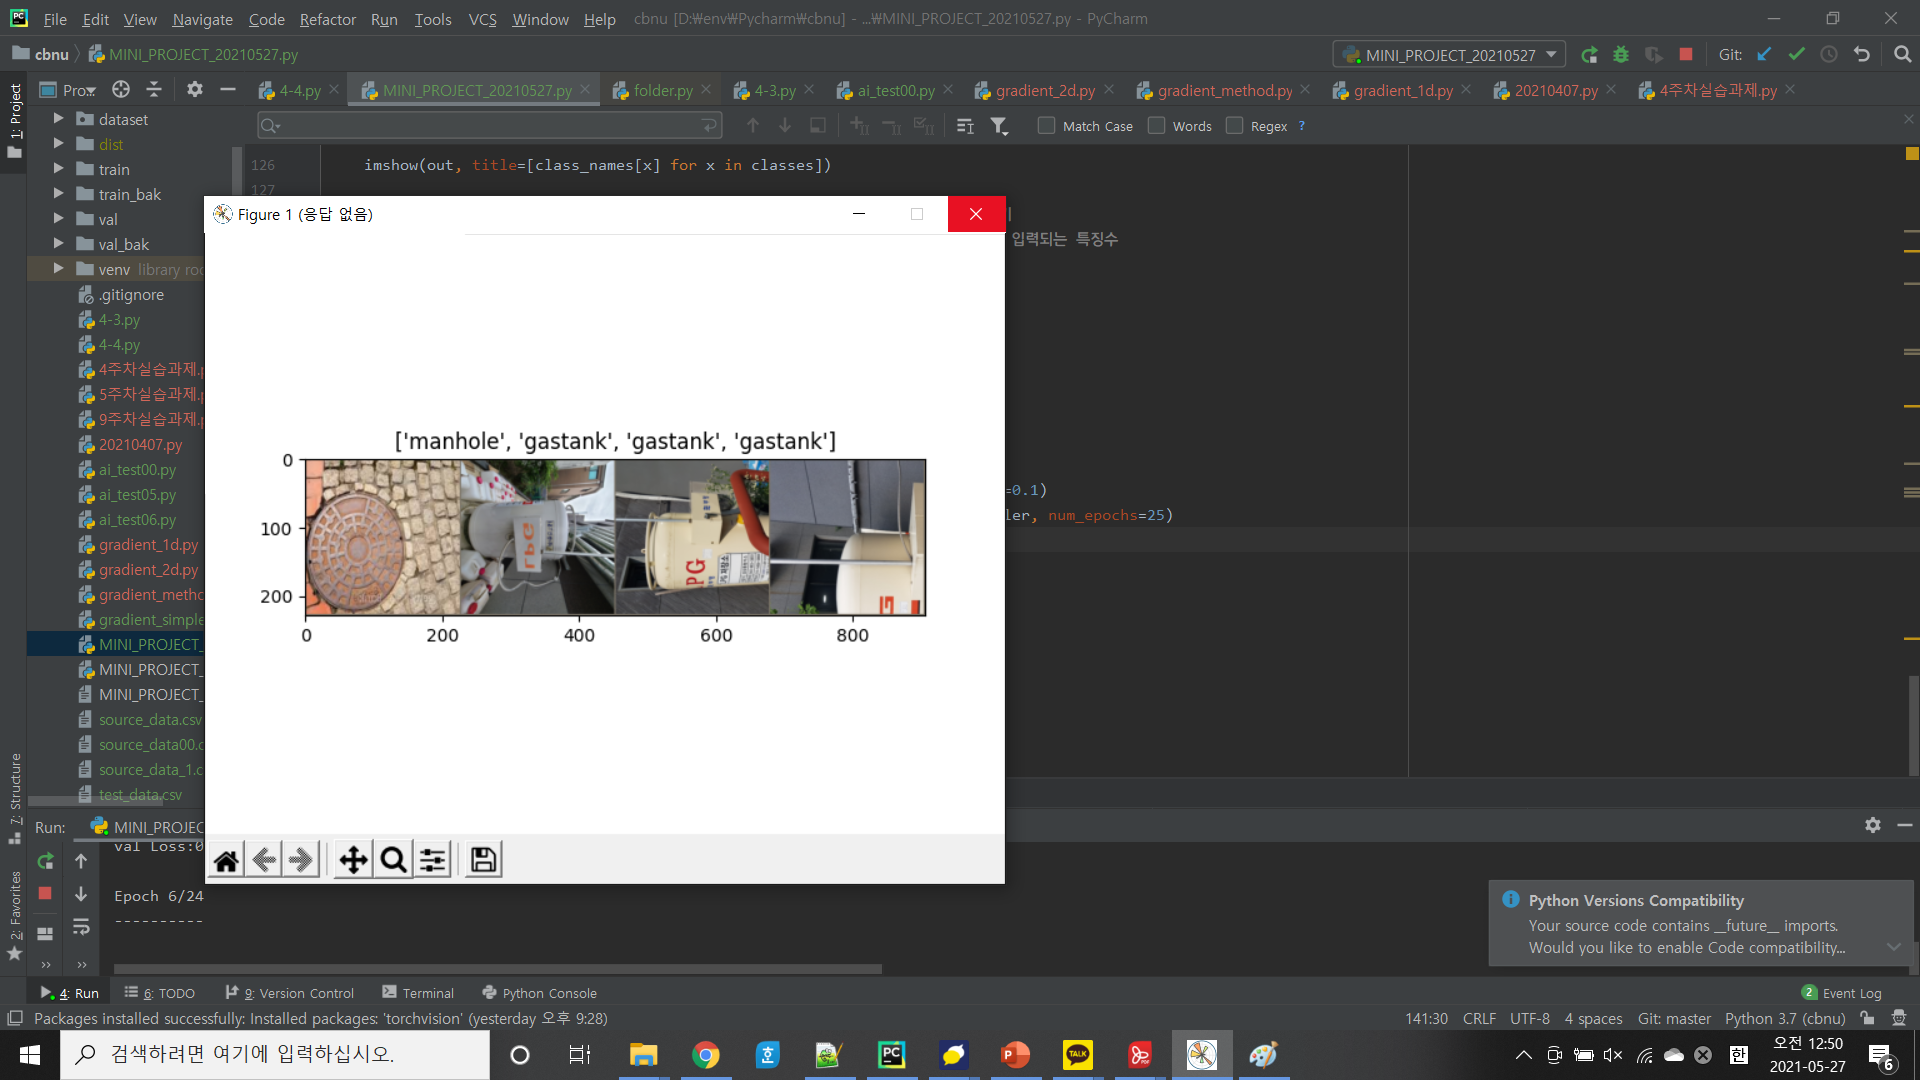 File Edit View Navigate Code Refactor Run Tools VCS Window Help cbnu [D:₩env₩Pycharm₩cbnu] - ...₩MINI_PROJECT_20210527.py - PyCharm
cbnu MINI_PROJECT_20210527.py
MINI_PROJECT_20210527
Git:
1: Project
Pro
4-4.py MINI_PROJECT_20210527.py folder.py 4-3.py ai_test00.py gradient_2d.py gradient_method.py gradient_1d.py 20210407.py 4주차실습과제.py
Match Case Words Regex ?
dataset
dist
train
train_bak
val
val_bak
venv library roo
.gitignore
4-3.py
4-4.py
4주차실습과제.p
5주차실습과제.p
9주차실습과제.p
20210407.py
ai_test00.py
ai_test05.py
ai_test06.py
gradient_1d.py
gradient_2d.py
gradient_metho
gradient_simple
MINI_PROJECT_
MINI_PROJECT_
MINI_PROJECT_
source_data.csv
source_data00.c
source_data_1.c
test_data.csv
126 imshow(out, title=[class_names[x] for x in classes])
127
입력되는 특징수
=0.1)
ler, num_epochs=25)
Figure 1 (응답 없음)
['manhole', 'gastank', 'gastank', 'gastank']
0
100
200
0 200 400 600 800
LPG
PG
7: Structure
2: Favorites
Run: MINI_PROJEC
val Loss:0
Epoch 6/24
----------
Python Versions Compatibility
Your source code contains __future__ imports.
Would you like to enable Code compatibility...
4: Run 6: TODO 9: Version Control Terminal Python Console
2 Event Log
Packages installed successfully: Installed packages: 'torchvision' (yesterday 오후 9:28)
141:30 CRLF UTF-8 4 spaces Git: master Python 3.7 (cbnu)
검색하려면 여기에 입력하십시오.
PC
TALK
한
오전 12:50
2021-05-27
6